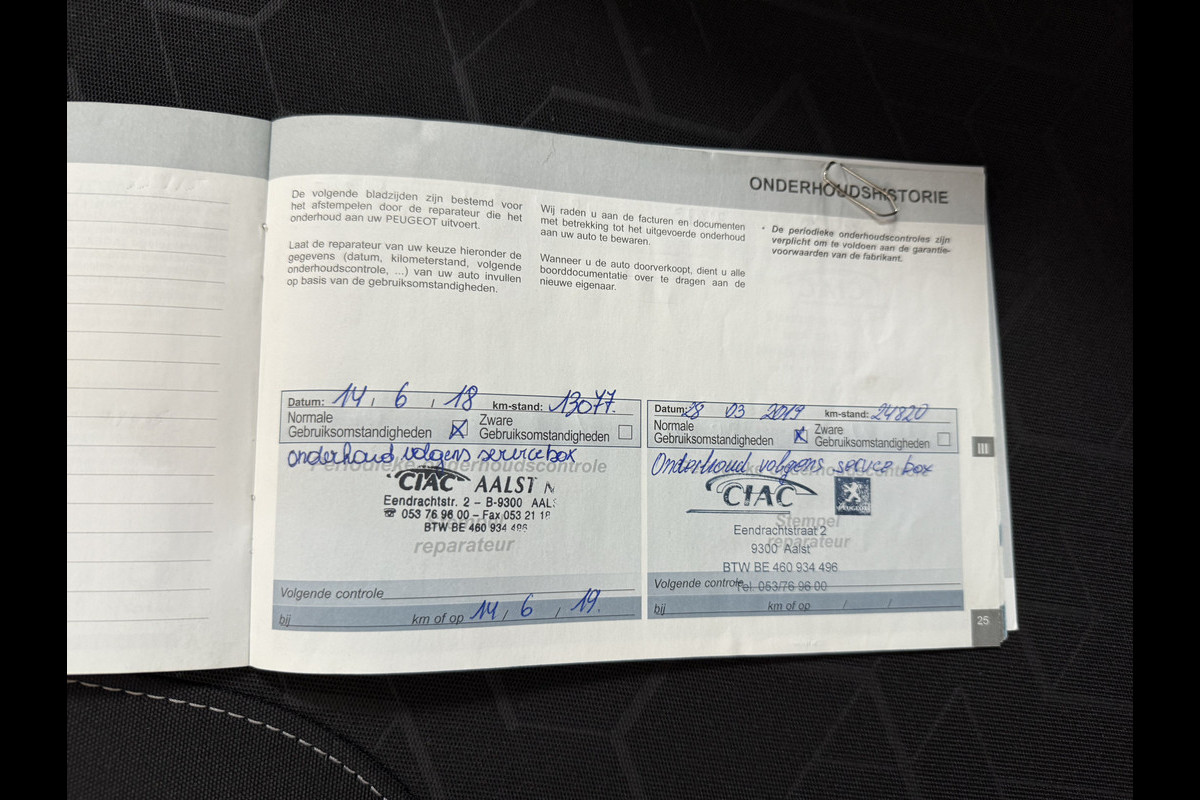 ONDERHOUDSHISTORIE
De volgende bladzijden zijn bestemd voor
het afstempelen door de reparateur die het
onderhoud aan uw PEUGEOT uitvoert.
Laat de reparateur van uw keuze hieronder de
gegevens (datum, kilometerstand, volgende
onderhoudscontrole, ...) van uw auto invullen
op basis van de gebruiksomstandigheden.
Wij raden u aan de facturen en documenten
met betrekking tot het uitgevoerde onderhoud
aan uw auto te bewaren.
Wanneer u de auto doorverkoopt, dient u alle
boorddocumentatie over te dragen aan de
nieuwe eigenaar.
* De periodieke onderhoudscontroles zijn
verplicht om te voldoen aan de garantie-
voorwaarden van de fabrikant.
Datum: 14, 6, 18 km-stand: 13077.
Normale
Gebruiksomstandigheden
Zware
Gebruiksomstandigheden
onderhoud volgens servicebox
Periodieke onderhoudscontrole
CIAC AALST N
Eendrachtstr. 2 – B-9300 AALS
☎ 053 76 96 00 – Fax 053 21 18
BTW BE 460 934 496
reparateur
Volgende controle
bij km of op 14, 6, 19.
Datum: 28 03 2019 km-stand: 24820
Normale
Gebruiksomstandigheden
Zware
Gebruiksomstandigheden
Onderhoud volgens service box
CIAC
PEUGEOT
Stempel
Eendrachtstraat 2
reparateur
9300 Aalst
BTW BE 460 934 496
Volgende controle
Tel. 053/76 96 00
bij km of op / /
III
25